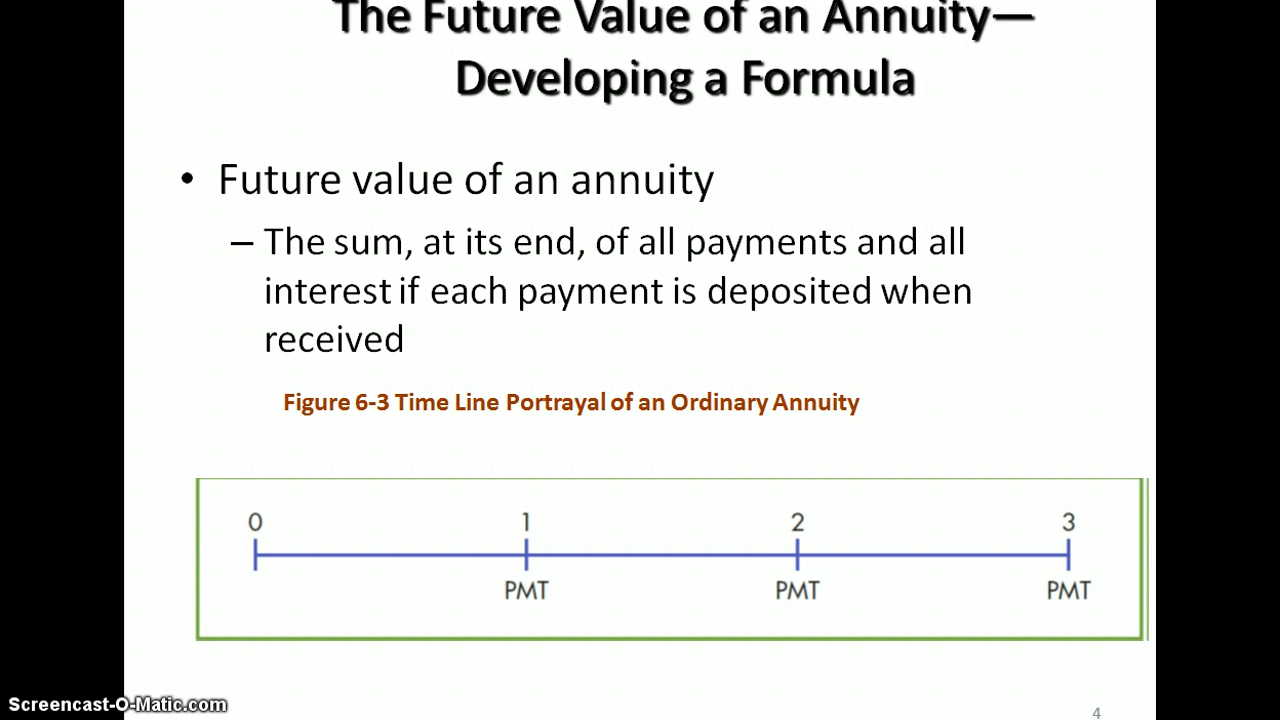 The Future Value of an Annuity—
Developing a Formula
• Future value of an annuity
– The sum, at its end, of all payments and all
interest if each payment is deposited when
received
Figure 6-3 Time Line Portrayal of an Ordinary Annuity
0 1 2 3
PMT PMT PMT
Screencast-O-Matic.com
4